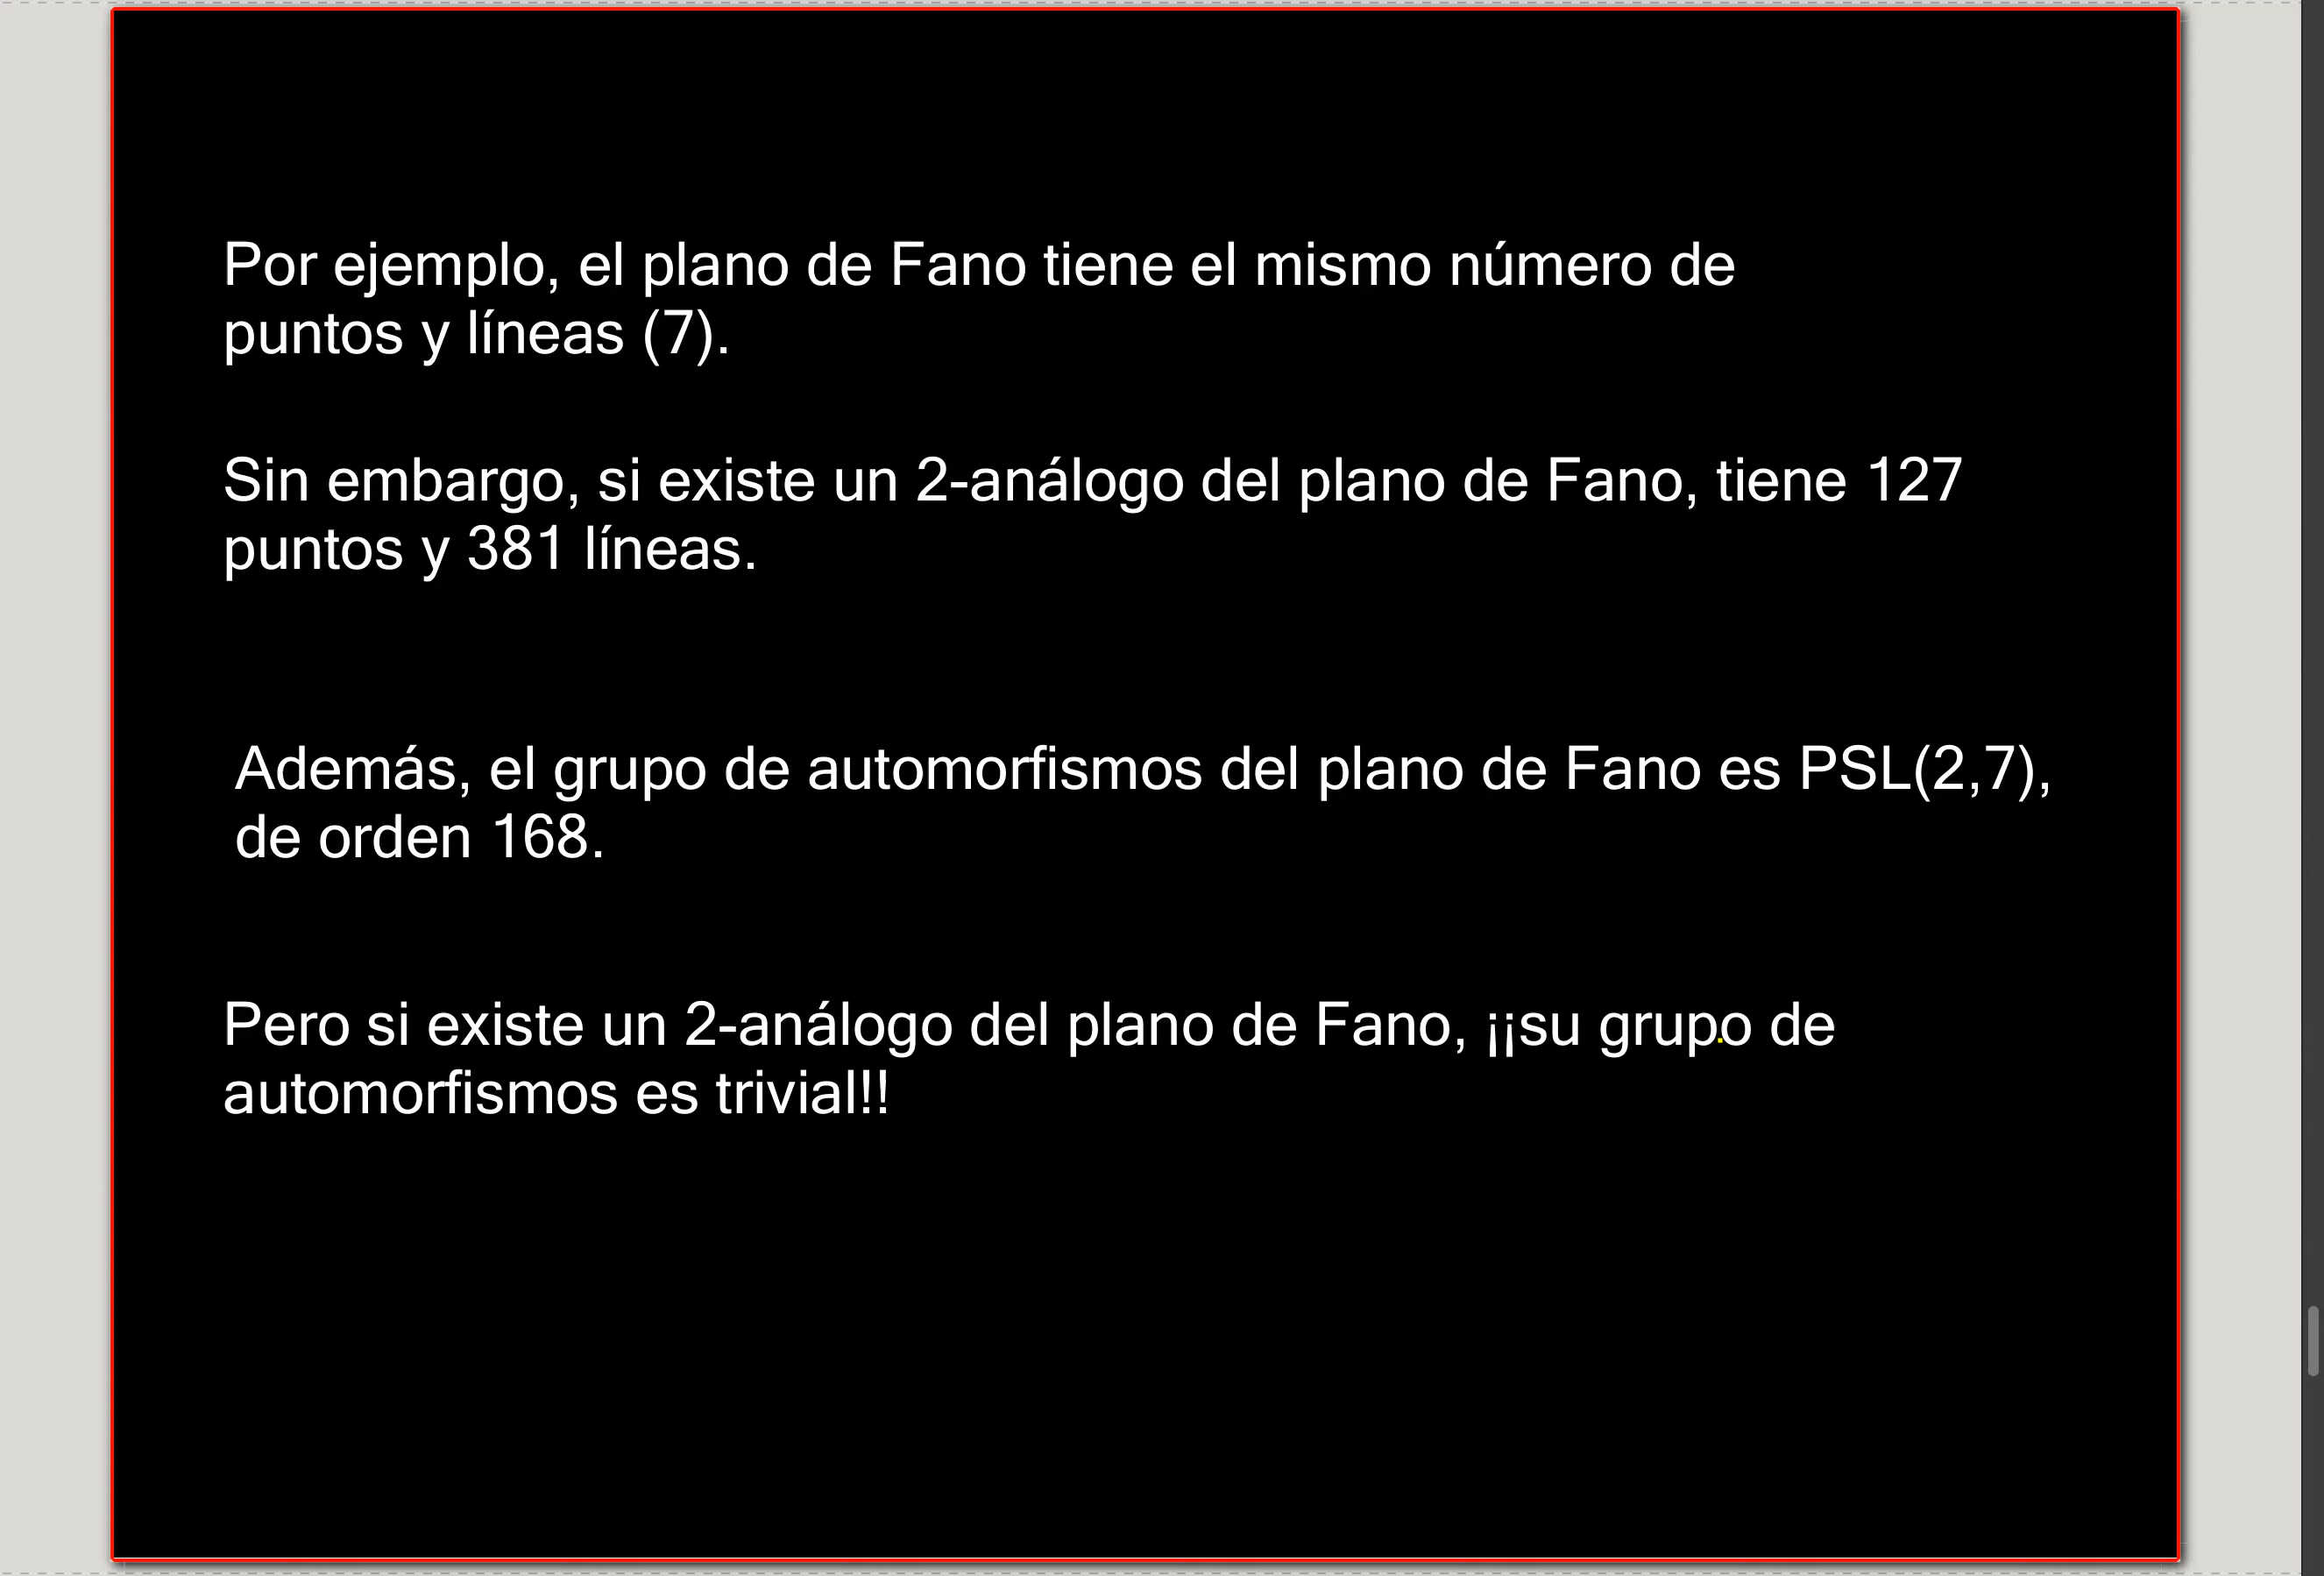 Por ejemplo, el plano de Fano tiene el mismo número de
puntos y líneas (7).
Sin embargo, si existe un 2-análogo del plano de Fano, tiene 127
puntos y 381 líneas.
Además, el grupo de automorfismos del plano de Fano es PSL(2,7),
de orden 168.
Pero si existe un 2-análogo del plano de Fano, ¡¡su grupo de
automorfismos es trivial!!